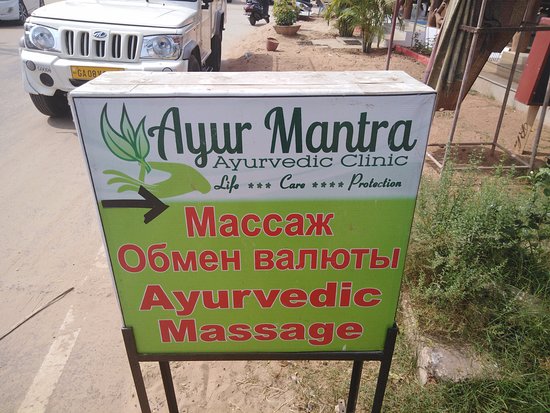 Ayur Mantra
Ayurvedic Clinic
Life *** Care **** Protection
Массаж
Обмен валюты
Ayurvedic
Massage